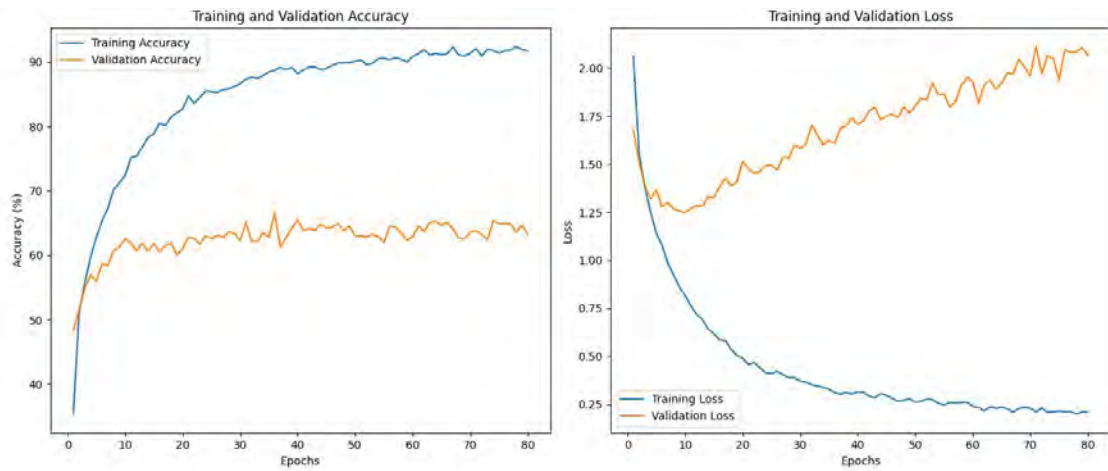 Training and Validation Accuracy
Training Accuracy
Validation Accuracy
Accuracy (%)
90
80
70
60
50
40
0 10 20 30 40 50 60 70 80
Epochs
Training and Validation Loss
Loss
2.00
1.75
1.50
1.25
1.00
0.75
0.50
0.25
Training Loss
Validation Loss
0 10 20 30 40 50 60 70 80
Epochs